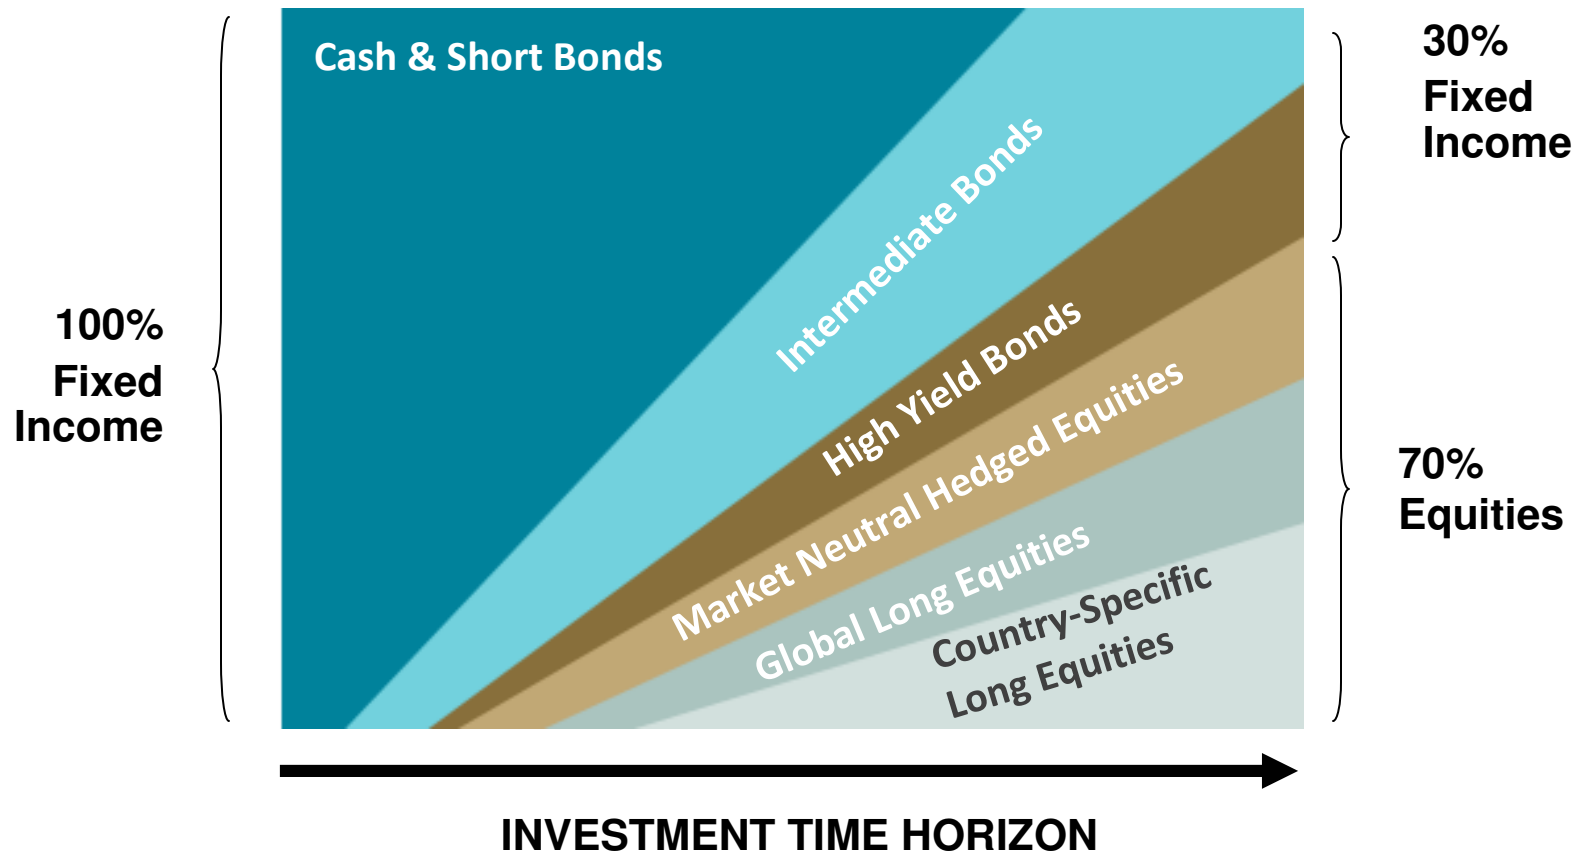 Cash & Short Bonds
Intermediate Bonds
High Yield Bonds
Market Neutral Hedged Equities
Global Long Equities
Country-Specific
Long Equities
100%
Fixed
Income
30%
Fixed
Income
70%
Equities
INVESTMENT TIME HORIZON